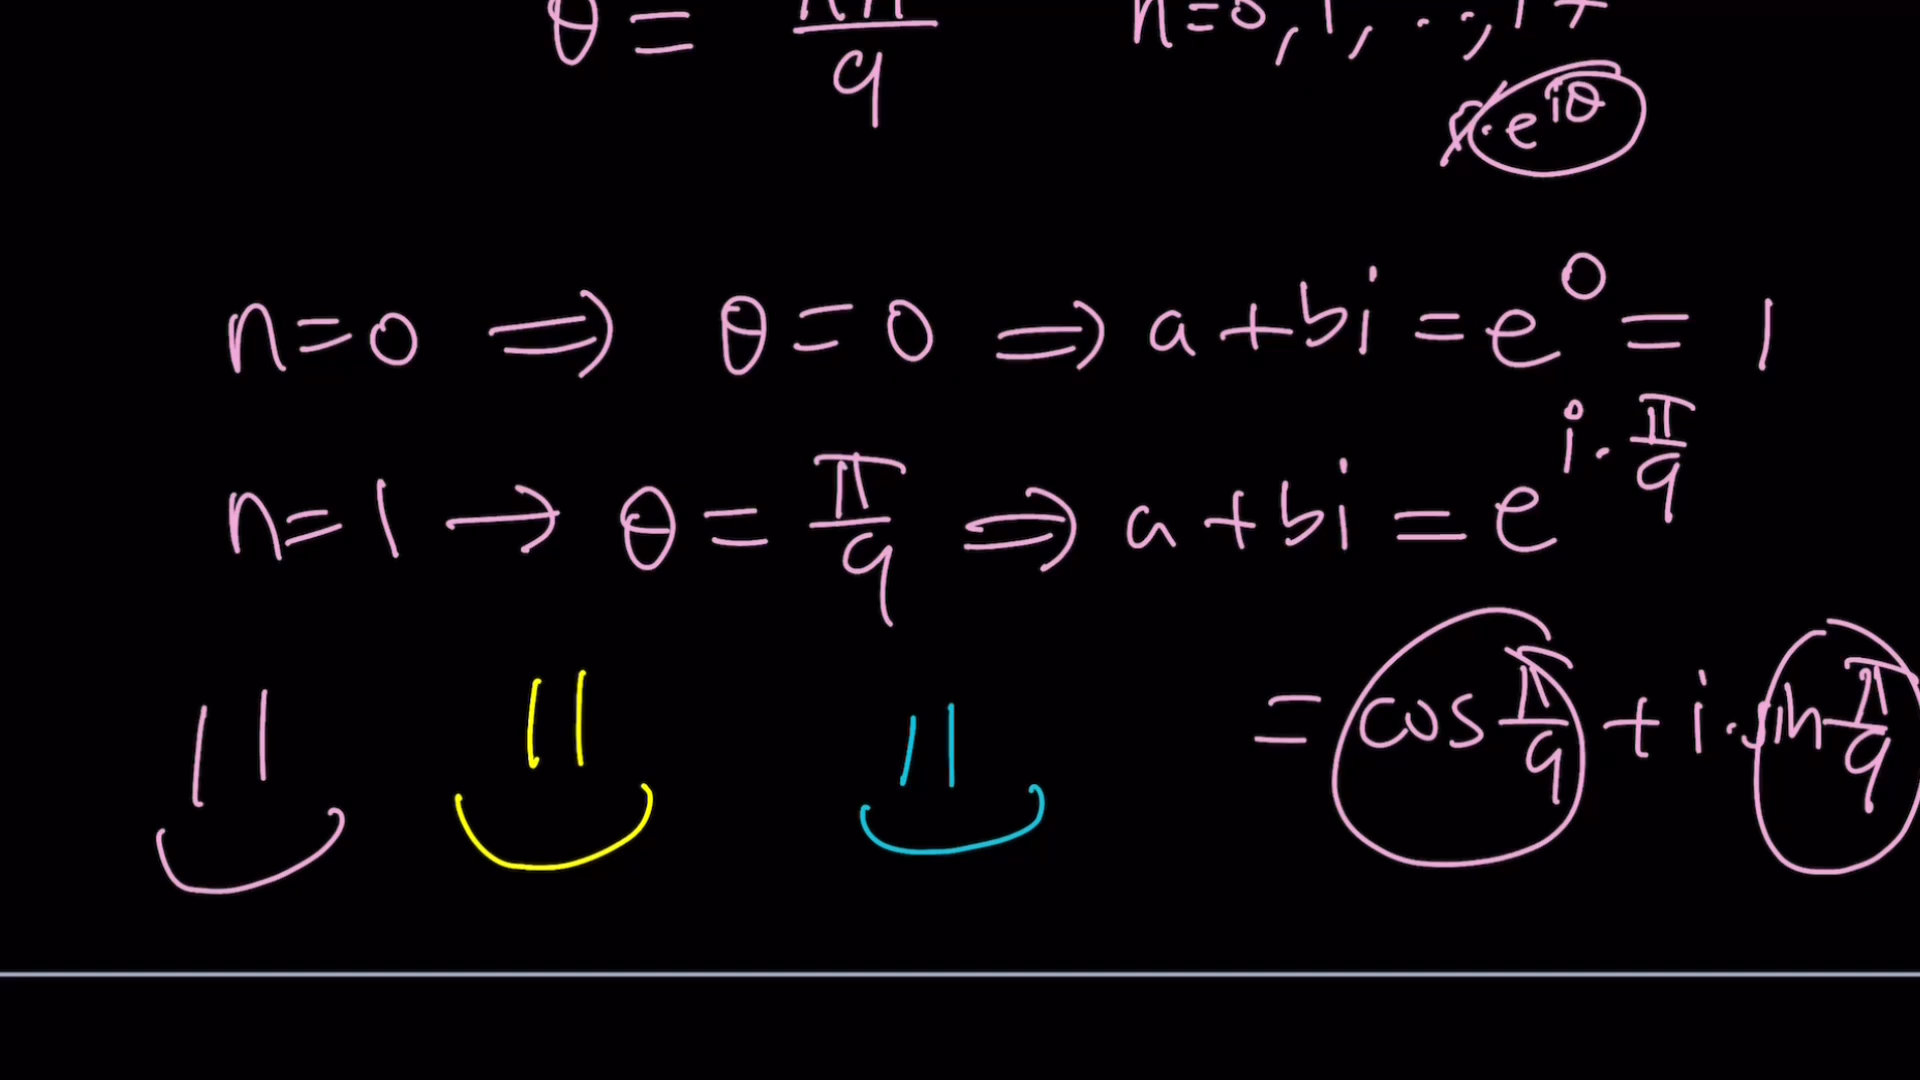 θ = nπ/9 n=0, 1, ..., 17
r·e^{iθ}
n=0 ⟹ θ = 0 ⟹ a+bi = e^0 = 1
n=1 → θ = π/9 ⟹ a+bi = e^{i·π/9}
= cos π/9 + i·sin π/9